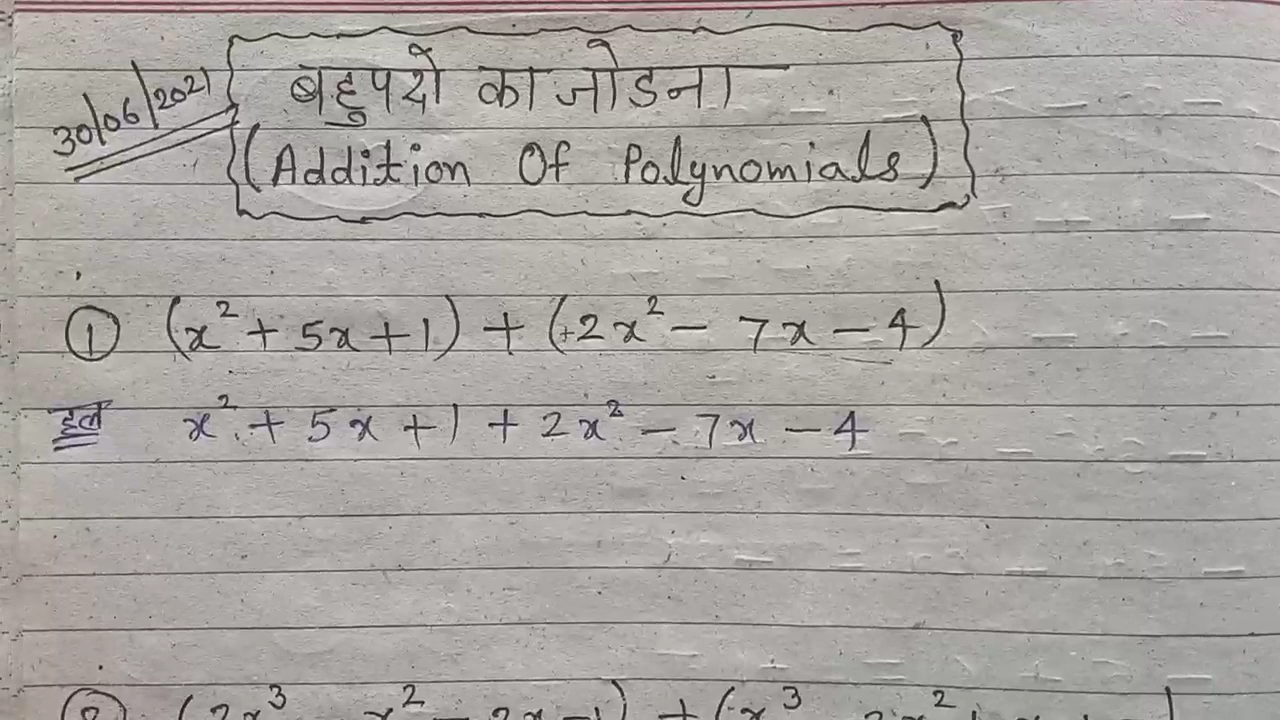 30/06/2021
बहुपदो का जोडना
(Addition Of Polynomials)
① (x² + 5x + 1) + (+2x² - 7x - 4)
हल x² + 5x + 1 + 2x² - 7x - 4